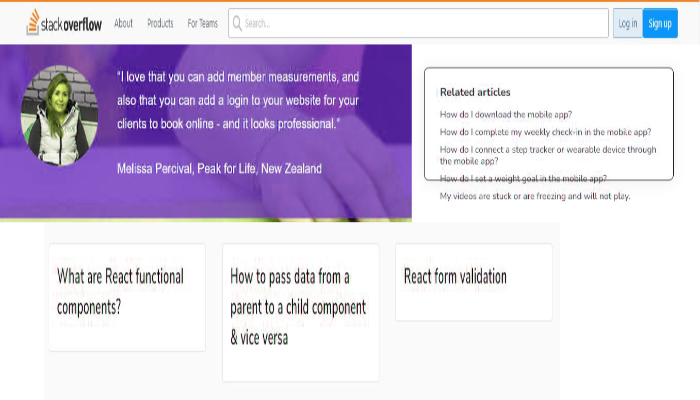 stackoverflow About Products For Teams Search... Log in Sign up
"I love that you can add member measurements, and
also that you can add a login to your website for your
clients to book online - and it looks professional."
Melissa Percival, Peak for Life, New Zealand
Related articles
How do I download the mobile app?
How do I complete my weekly check-in in the mobile app?
How do I connect a step tracker or wearable device through
the mobile app?
How do I set a weight goal in the mobile app?
My videos are stuck or are freezing and will not play.
What are React functional
components?
How to pass data from a
parent to a child component
& vice versa
React form validation